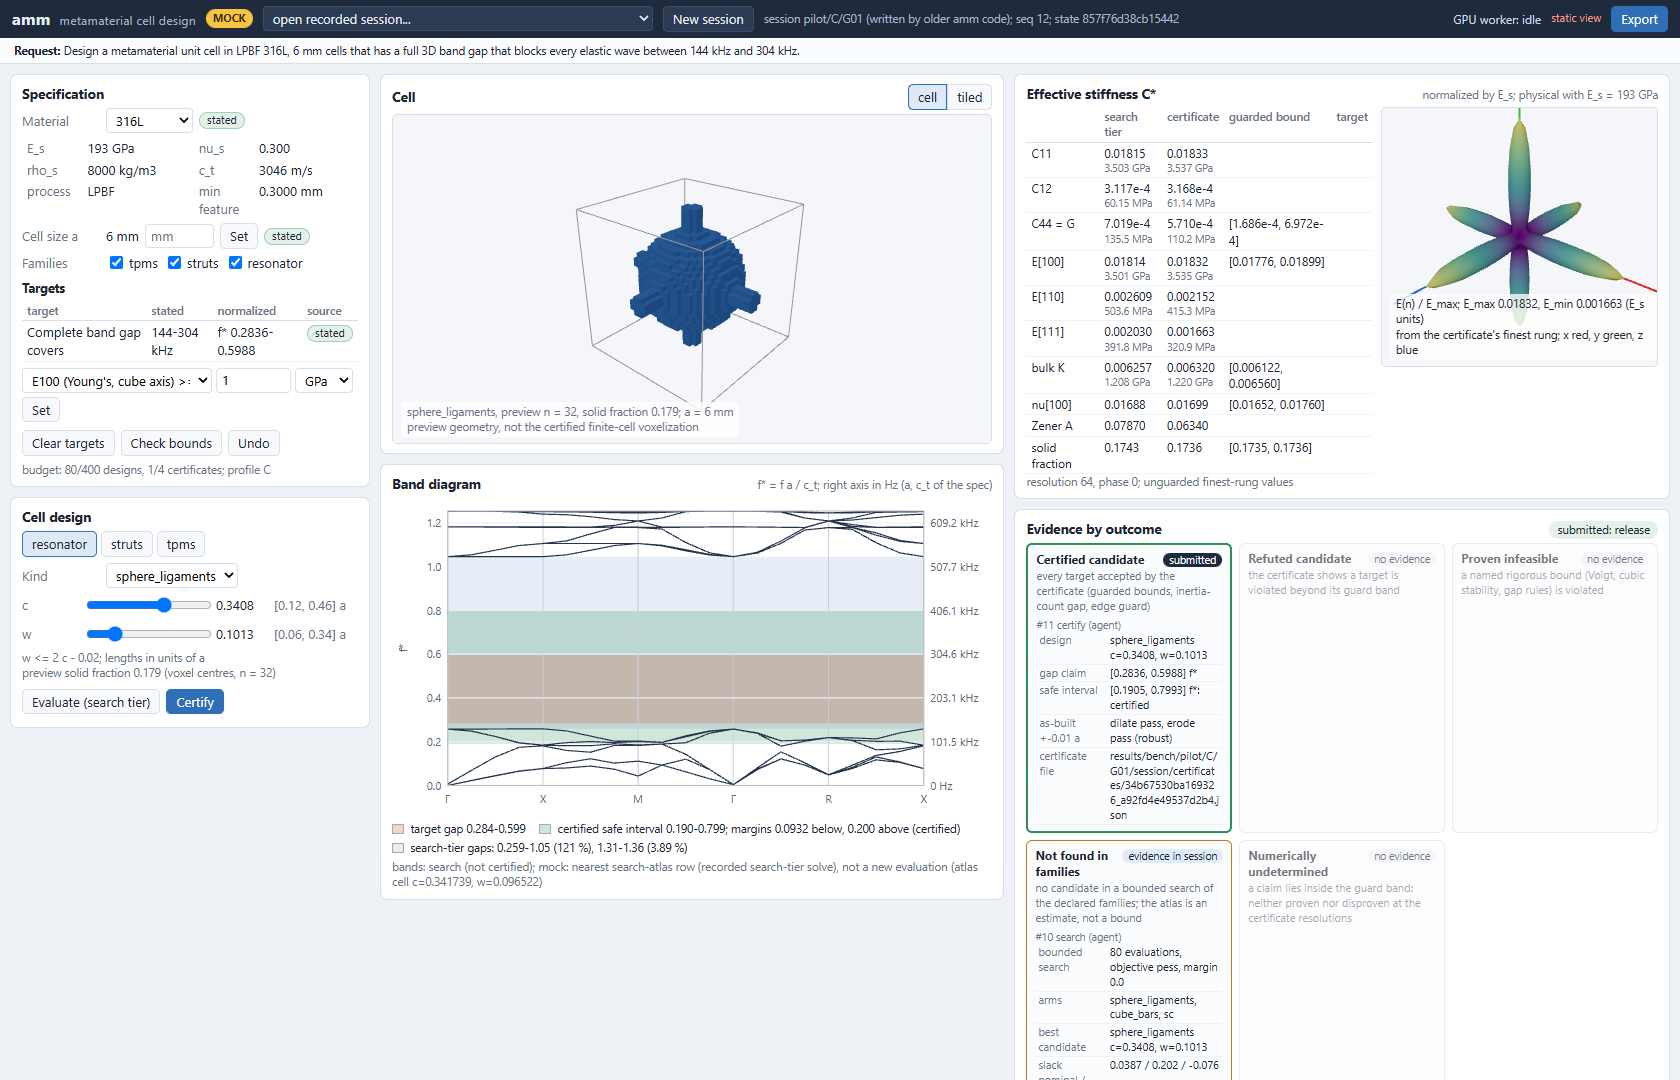 amm metamaterial cell design MOCK open recorded session... New session session pilot/C/G01 (written by older amm code); seq 12; state 857f76d38cb15442 GPU worker: idle static view Export
Request: Design a metamaterial unit cell in LPBF 316L, 6 mm cells that has a full 3D band gap that blocks every elastic wave between 144 kHz and 304 kHz.
Specification
Material 316L stated
E_s 193 GPa nu_s 0.300
rho_s 8000 kg/m3 c_t 3046 m/s
process LPBF min feature 0.3000 mm
Cell size a 6 mm mm Set stated
Families tpms struts resonator
Targets
target stated normalized source
Complete band gap covers 144-304 kHz f* 0.2836-0.5988 stated
E100 (Young's, cube axis) >= 1 GPa
Set
Clear targets Check bounds Undo
budget: 80/400 designs, 1/4 certificates; profile C
Cell design
resonator struts tpms
Kind sphere_ligaments
c 0.3408 [0.12, 0.46] a
w 0.1013 [0.06, 0.34] a
w <= 2 c - 0.02; lengths in units of a
preview solid fraction 0.179 (voxel centres, n = 32)
Evaluate (search tier) Certify
Cell cell tiled
sphere_ligaments, preview n = 32, solid fraction 0.179; a = 6 mm
preview geometry, not the certified finite-cell voxelization
Band diagram f* = f a / c_t; right axis in Hz (a, c_t of the spec)
1.2 609.2 kHz
1.0 507.7 kHz
0.8 406.1 kHz
f*
0.6 304.6 kHz
0.4 203.1 kHz
0.2 101.5 kHz
0.0 0 Hz
Γ X M Γ R X
target gap 0.284-0.599 certified safe interval 0.190-0.799; margins 0.0932 below, 0.200 above (certified)
search-tier gaps: 0.259-1.05 (121 %), 1.31-1.36 (3.89 %)
bands: search (not certified); mock: nearest search-atlas row (recorded search-tier solve), not a new evaluation (atlas
cell c=0.341739, w=0.096522)
Effective stiffness C* normalized by E_s; physical with E_s = 193 GPa
search tier certificate guarded bound target
C11 0.01815 0.01833
3.503 GPa 3.537 GPa
C12 3.117e-4 3.168e-4
60.15 MPa 61.14 MPa
C44 = G 7.019e-4 5.710e-4 [1.686e-4, 6.972e-4]
135.5 MPa 110.2 MPa
E[100] 0.01814 0.01832 [0.01776, 0.01899]
3.501 GPa 3.535 GPa
E[110] 0.002609 0.002152
503.6 MPa 415.3 MPa
E[111] 0.002030 0.001663
391.8 MPa 320.9 MPa
bulk K 0.006257 0.006320 [0.006122, 0.006560]
1.208 GPa 1.220 GPa
nu[100] 0.01688 0.01699 [0.01652, 0.01760]
Zener A 0.07870 0.06340
solid fraction 0.1743 0.1736 [0.1735, 0.1736]
resolution 64, phase 0; unguarded finest-rung values
E(n) / E_max; E_max 0.01832, E_min 0.001663 (E_s
units)
from the certificate's finest rung; x red, y green, z
blue
Evidence by outcome submitted: release
Certified candidate submitted
every target accepted by the
certificate (guarded bounds, inertia-
count gap, edge guard)
#11 certify (agent)
design sphere_ligaments
c=0.3408, w=0.1013
gap claim [0.2836, 0.5988] f*
safe interval [0.1905, 0.7993] f*:
certified
as-built dilate pass, erode
+-0.01 a pass (robust)
certificate results/bench/pilot/C/
file G01/session/certificat
es/34b67530ba16932
6_a92fd4e49537d2b4.j
son
Refuted candidate no evidence
the certificate shows a target is
violated beyond its guard band
Proven infeasible no evidence
a named rigorous bound (Voigt, cubic
stability, gap rules) is violated
Not found in families evidence in session
no candidate in a bounded search of
the declared families; the atlas is an
estimate, not a bound
#10 search (agent)
bounded 80 evaluations,
search objective pess, margin
0.0
arms sphere_ligaments,
cube_bars, sc
best sphere_ligaments
candidate c=0.3408, w=0.1013
slack 0.0387 / 0.202 / -0.076
nominal /
Numerically undetermined no evidence
a claim lies inside the guard band:
neither proven nor disproven at the
certificate resolutions